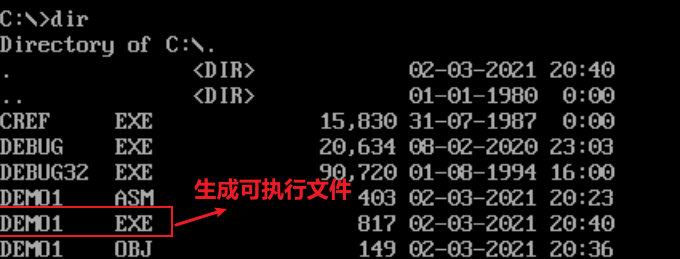 C:\>dir
Directory of C:\.
. <DIR> 02-03-2021 20:40
.. <DIR> 01-01-1980 0:00
CREF EXE 15,830 31-07-1987 0:00
DEBUG EXE 20,634 08-02-2020 23:03
DEBUG32 EXE 90,720 01-08-1994 16:00
生成可执行文件
DEMO1 ASM 403 02-03-2021 20:23
DEMO1 EXE 817 02-03-2021 20:40
DEMO1 OBJ 149 02-03-2021 20:36